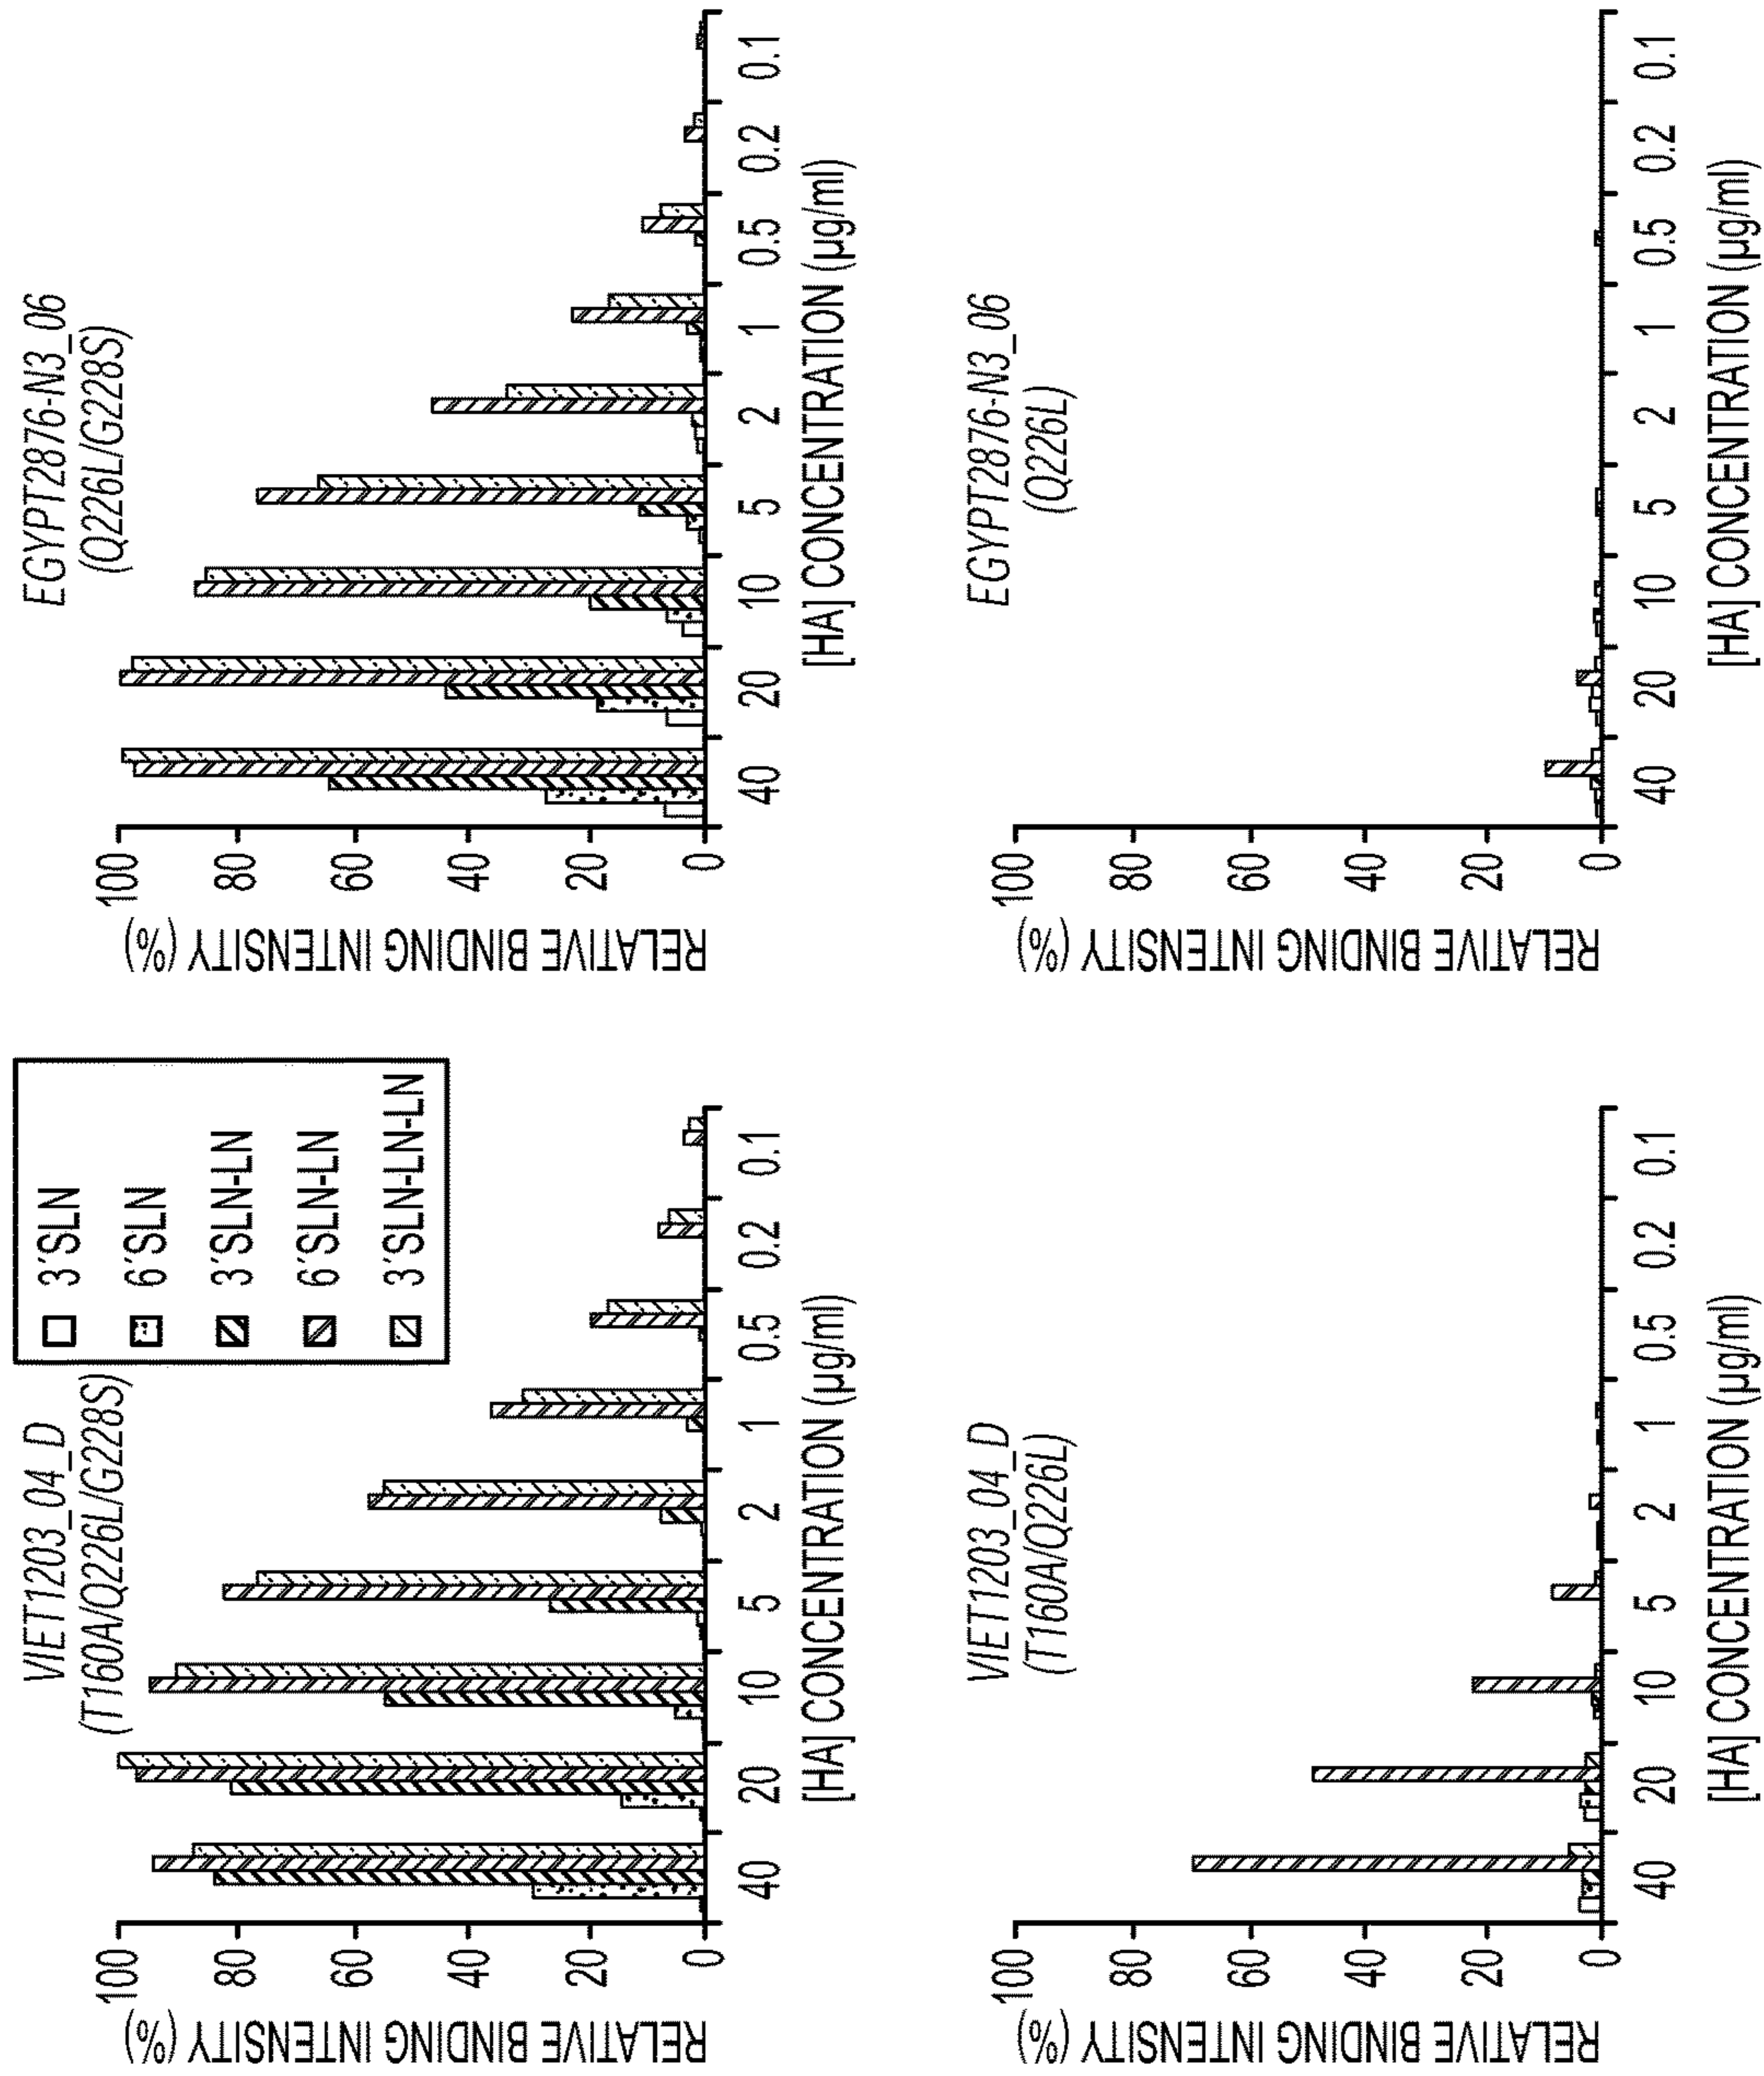 VIET1203_04_D
(T160A/Q226L/G228S)
3´SLN
6´SLN
3´SLN-LN
6´SLN-LN
3´SLN-LN-LN
RELATIVE BINDING INTENSITY
(%)
100
80
60
40
20
0
40 20 10 5 2 1 0.5 0.2 0.1
[HA] CONCENTRATION (µg/ml)
EGYPT2876-N3_06
(Q226L/G228S)
RELATIVE BINDING INTENSITY
(%)
100
80
60
40
20
0
40 20 10 5 2 1 0.5 0.2 0.1
[HA] CONCENTRATION (µg/ml)
VIET1203_04_D
(T160A/Q226L)
RELATIVE BINDING INTENSITY
(%)
100
80
60
40
20
0
40 20 10 5 2 1 0.5 0.2 0.1
[HA] CONCENTRATION (µg/ml)
EGYPT2876-N3_06
(Q226L)
RELATIVE BINDING INTENSITY
(%)
100
80
60
40
20
0
40 20 10 5 2 1 0.5 0.2 0.1
[HA] CONCENTRATION (µg/ml)